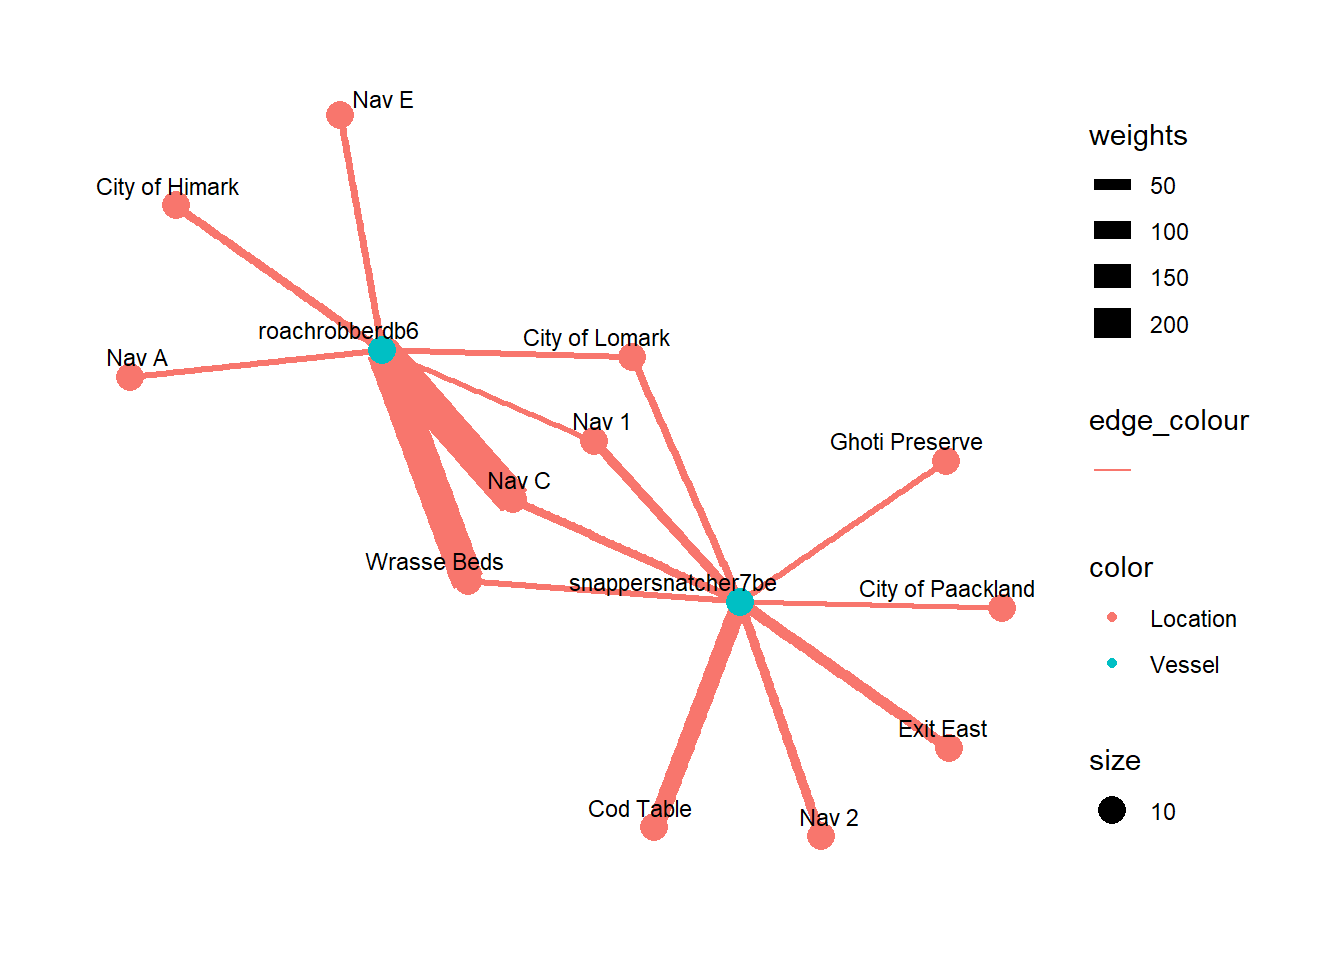 Nav E
City of Himark
roachrobberdb6
City of Lomark
Nav A
Nav 1
Ghoti Preserve
Nav C
Wrasse Beds
snappersnatcher7be
City of Paackland
Exit East
Cod Table
Nav 2
weights
50
100
150
200
edge_colour
color
Location
Vessel
size
10